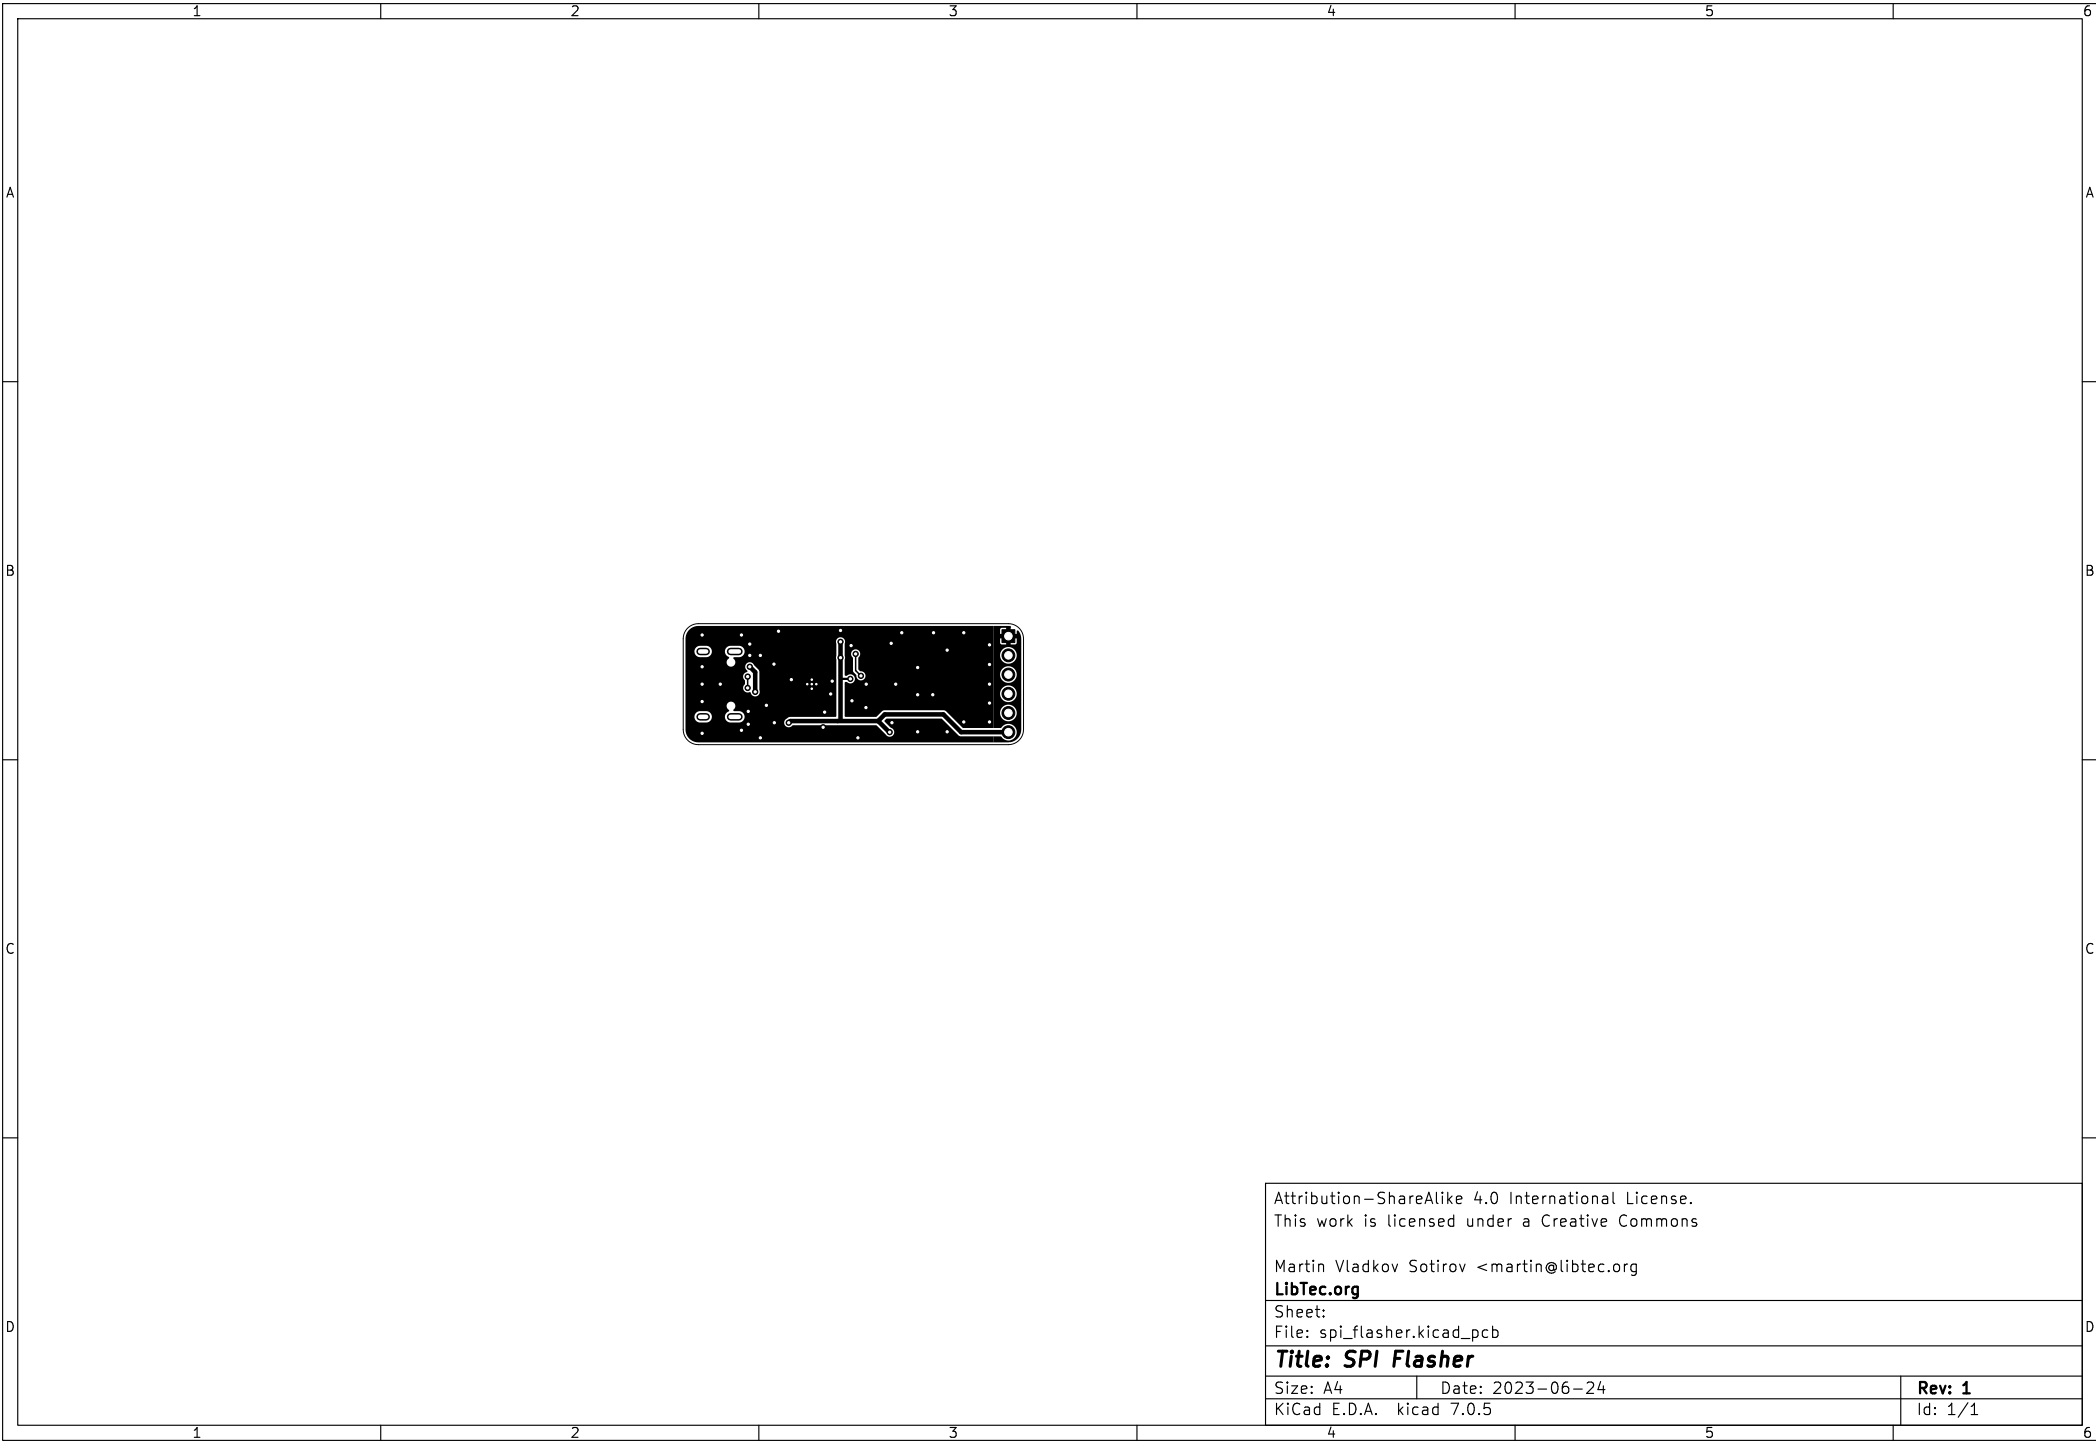 1 2 3 4 5 6
A A
B B
C C
D D
Attribution-ShareAlike 4.0 International License.
This work is licensed under a Creative Commons
Martin Vladkov Sotirov <martin@libtec.org
LibTec.org
Sheet:
File: spi_flasher.kicad_pcb
Title: SPI Flasher
Size: A4 Date: 2023-06-24 Rev: 1
KiCad E.D.A. kicad 7.0.5 Id: 1/1
1 2 3 4 5 6